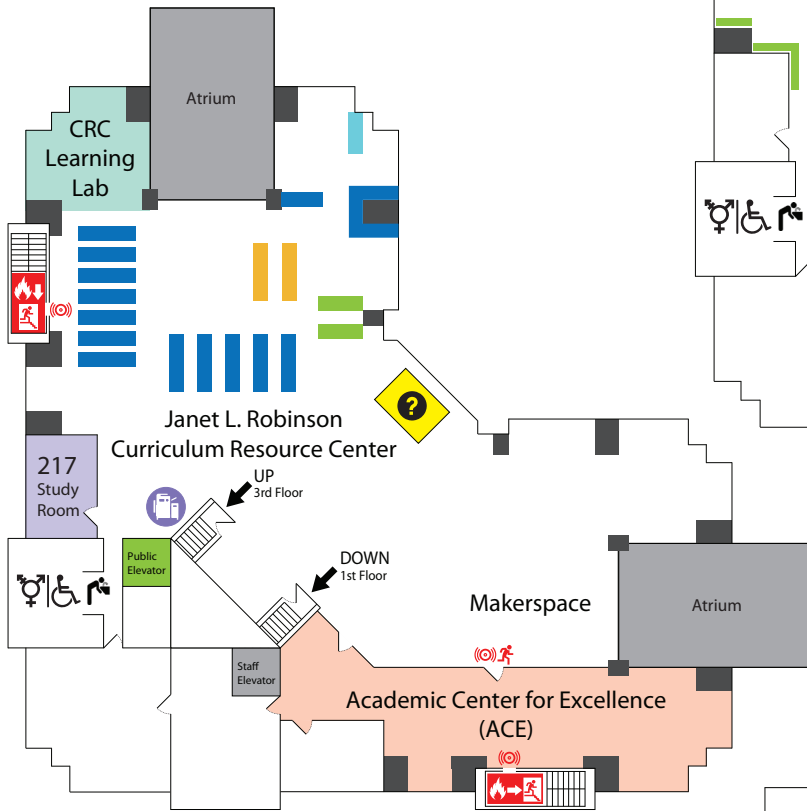 Atrium
CRC
Learning
Lab
?
Janet L. Robinson
Curriculum Resource Center
217
Study
Room
UP
3rd Floor
Public
Elevator
DOWN
1st Floor
Makerspace
Atrium
Staff
Elevator
Academic Center for Excellence
(ACE)